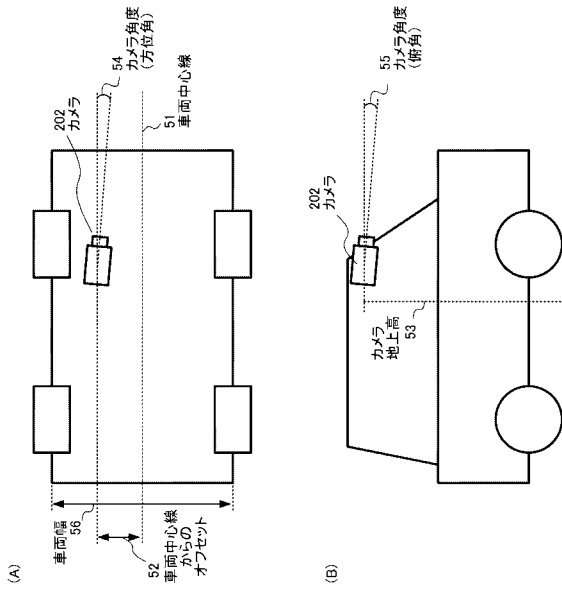 (A)
車両幅
56
52
車両中心線
からの
オフセット
202
カメラ
54
カメラ角度
(方位角)
51
車両中心線
(B)
カメラ
地上高
53
202
カメラ
55
カメラ角度
(俯角)